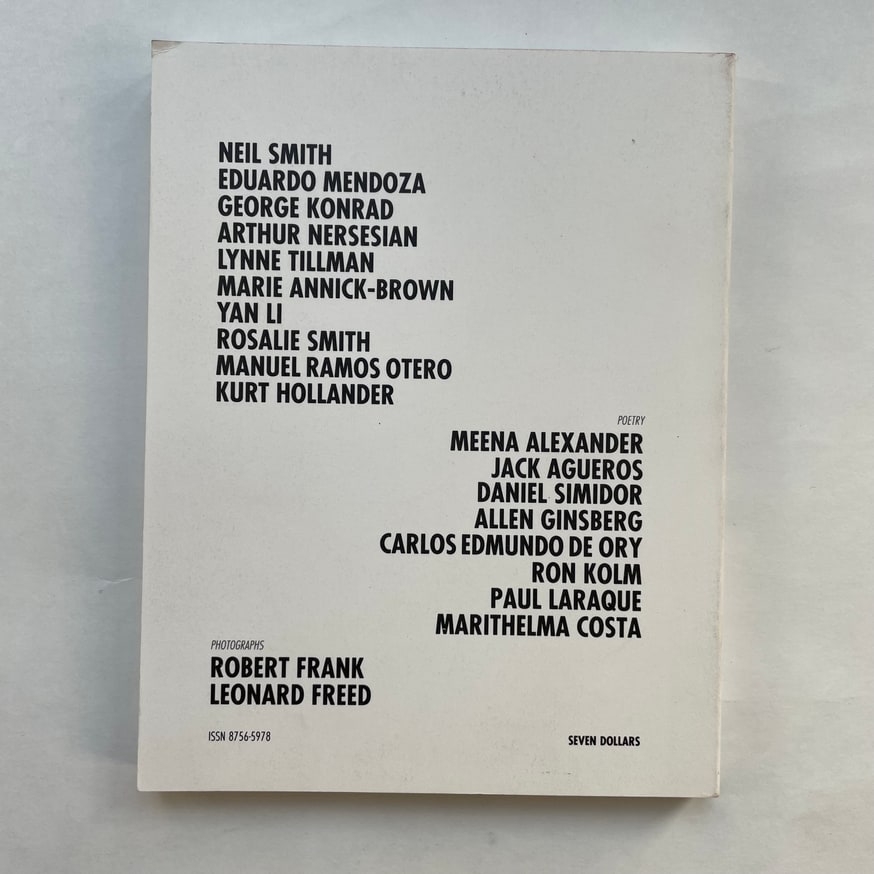 NEIL SMITH
EDUARDO MENDOZA
GEORGE KONRAD
ARTHUR NERSESIAN
LYNNE TILLMAN
MARIE ANNICK-BROWN
YAN LI
ROSALIE SMITH
MANUEL RAMOS OTERO
KURT HOLLANDER
POETRY
MEENA ALEXANDER
JACK AGUEROS
DANIEL SIMIDOR
ALLEN GINSBERG
CARLOS EDMUNDO DE ORY
RON KOLM
PAUL LARAQUE
MARITHELMA COSTA
PHOTOGRAPHS
ROBERT FRANK
LEONARD FREED
ISSN 8756-5978
SEVEN DOLLARS